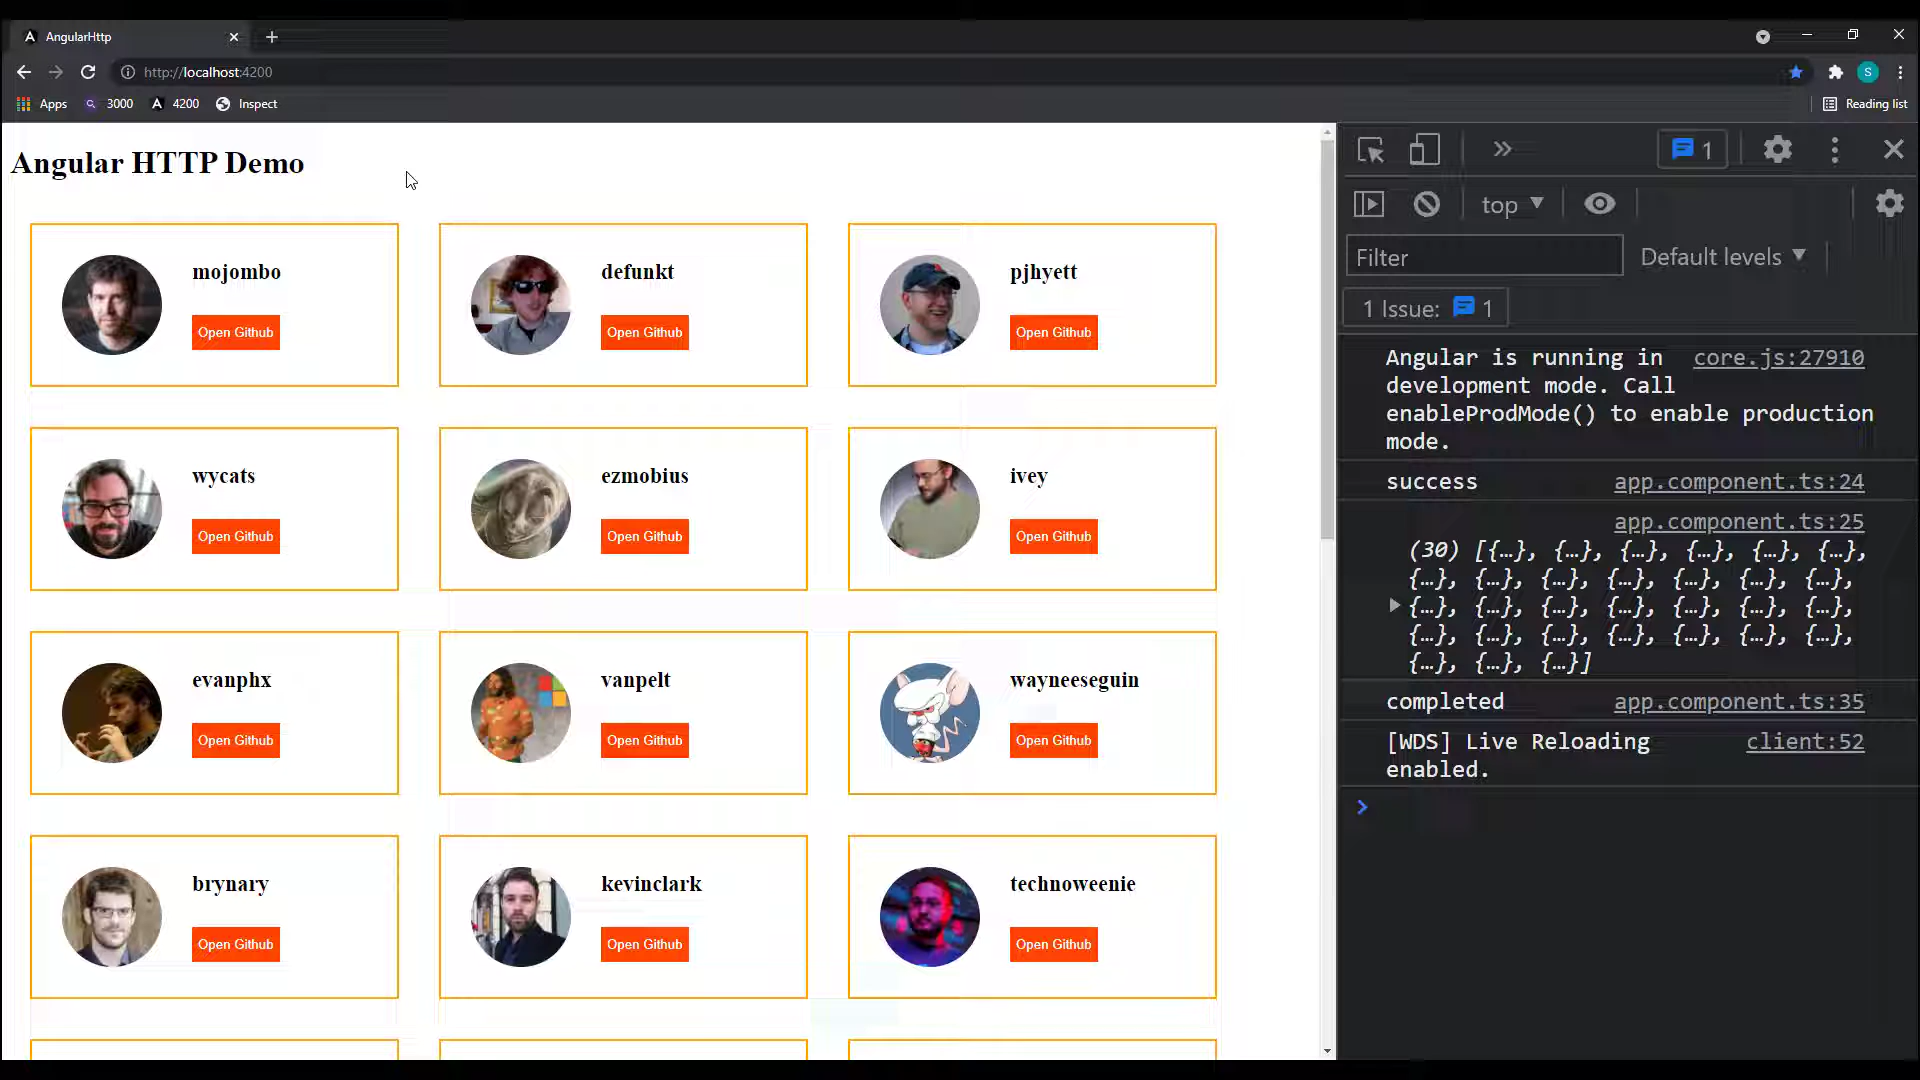 AngularHttp
http://localhost:4200
S
Apps 3000 4200 Inspect
Reading list
Angular HTTP Demo
mojombo
Open Github
defunkt
Open Github
pjhyett
Open Github
wycats
Open Github
ezmobius
Open Github
ivey
Open Github
evanphx
Open Github
vanpelt
Open Github
wayneeseguin
Open Github
brynary
Open Github
kevinclark
Open Github
technoweenie
Open Github
1
top
Filter
Default levels
1 Issue: 1
Angular is running in core.js:27910
development mode. Call
enableProdMode() to enable production
mode.
success app.component.ts:24
app.component.ts:25
(30) [{…}, {…}, {…}, {…}, {…}, {…},
{…}, {…}, {…}, {…}, {…}, {…}, {…},
{…}, {…}, {…}, {…}, {…}, {…}, {…},
{…}, {…}, {…}, {…}, {…}, {…}, {…},
{…}, {…}, {…}]
completed app.component.ts:35
[WDS] Live Reloading client:52
enabled.